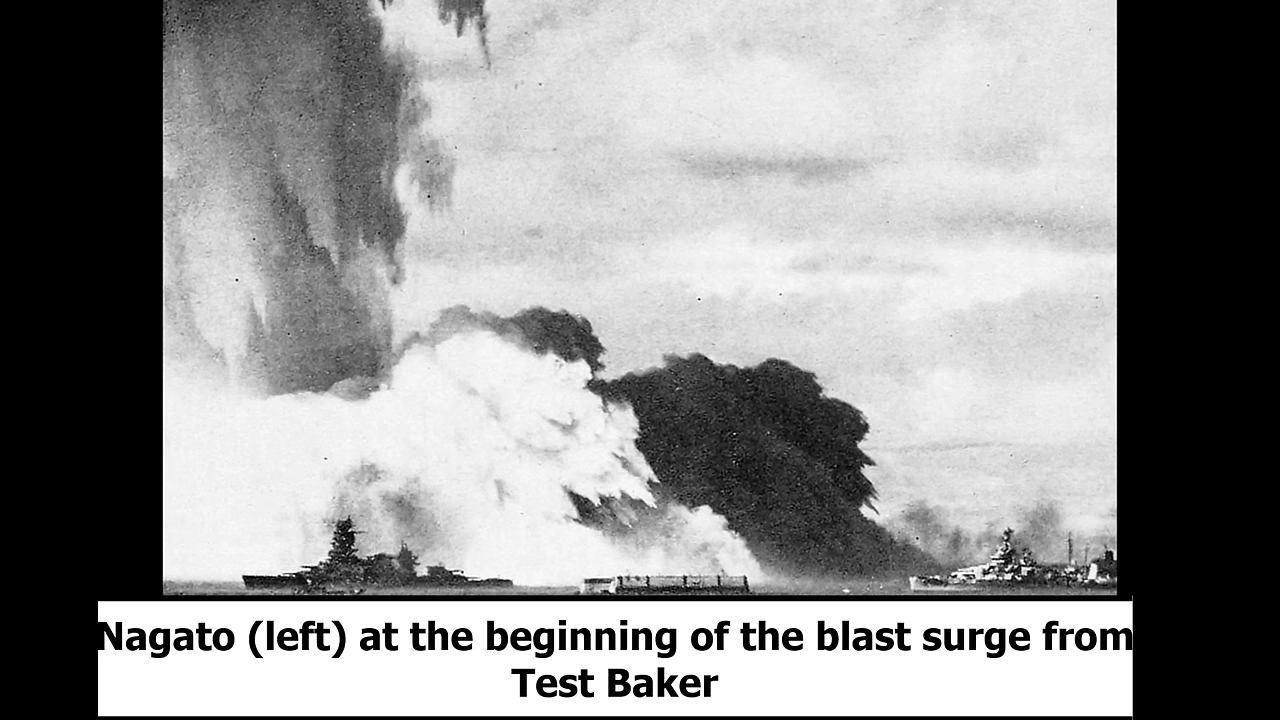 Nagato (left) at the beginning of the blast surge from
Test Baker